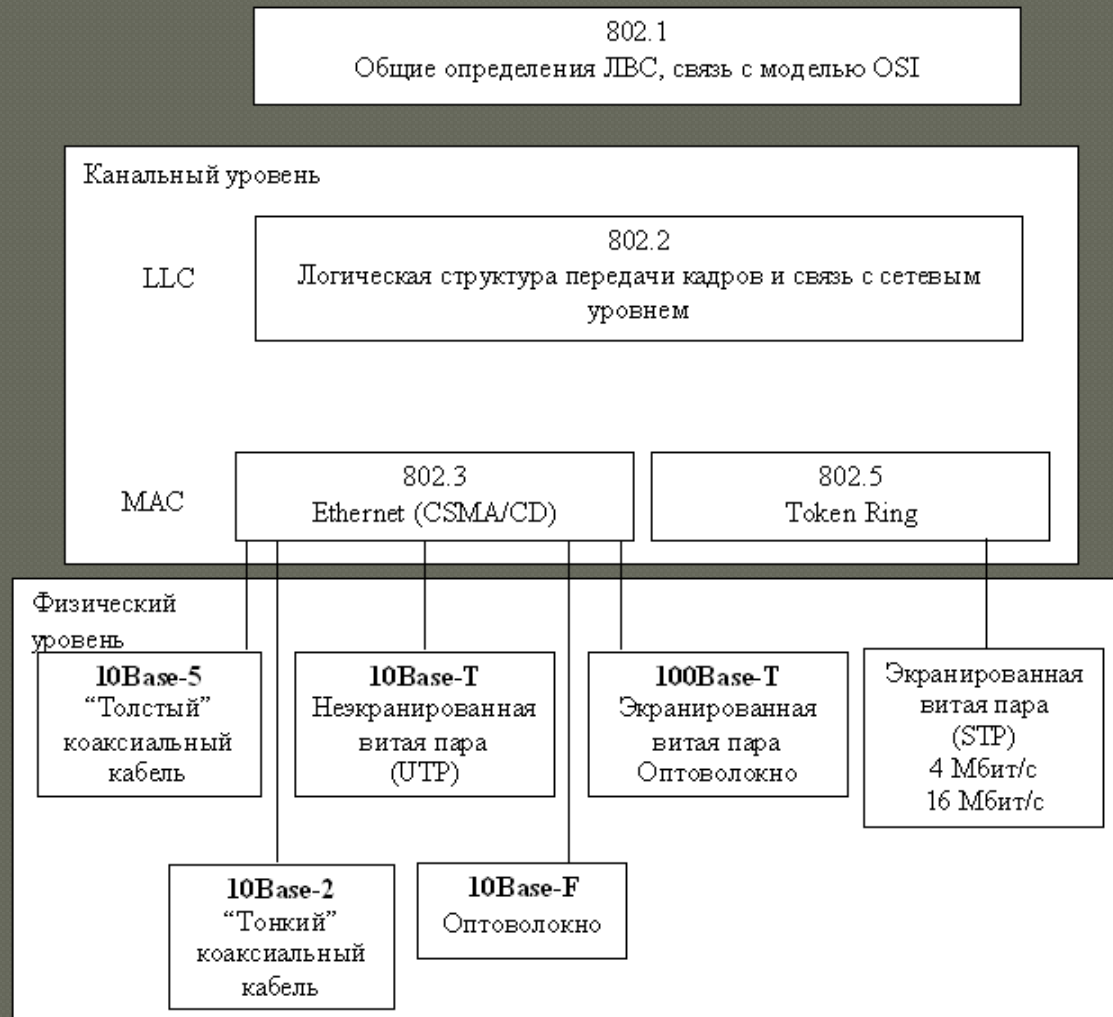 802.1
Общие определения ЛВС, связь с моделью OSI
Канальный уровень
LLC
802.2
Логическая структура передачи кадров и связь с сетевым
уровнем
MAC
802.3
Ethernet (CSMA/CD)
802.5
Token Ring
Физический
уровень
10Base-5
“Толстый”
коаксиальный
кабель
10Base-T
Неэкранированная
витая пара
(UTP)
100Base-T
Экранированная
витая пара
Оптоволокно
Экранированная
витая пара
(STP)
4 Мбит/с
16 Мбит/с
10Base-2
“Тонкий”
коаксиальный
кабель
10Base-F
Оптоволокно